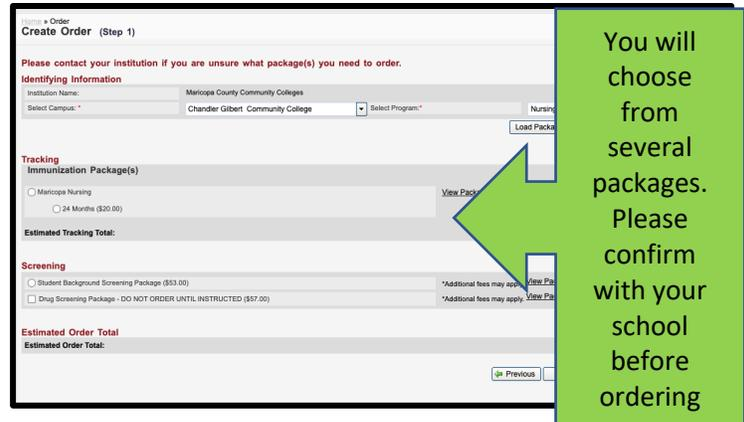 Home » Order
Create Order (Step 1)
Please contact your institution if you are unsure what package(s) you need to order.
Identifying Information
Institution Name: Maricopa County Community Colleges
Select Campus: * Chandler Gilbert Community College Select Program:* Nursing
Load Packa
Tracking
Immunization Package(s)
Maricopa Nursing View Pack
24 Months ($20.00)
Estimated Tracking Total:
Screening
Student Background Screening Package ($53.00) *Additional fees may apply. View Pa
Drug Screening Package - DO NOT ORDER UNTIL INSTRUCTED ($57.00) *Additional fees may apply. View Pa
Estimated Order Total
Estimated Order Total:
Previous
You will
choose
from
several
packages.
Please
confirm
with your
school
before
ordering